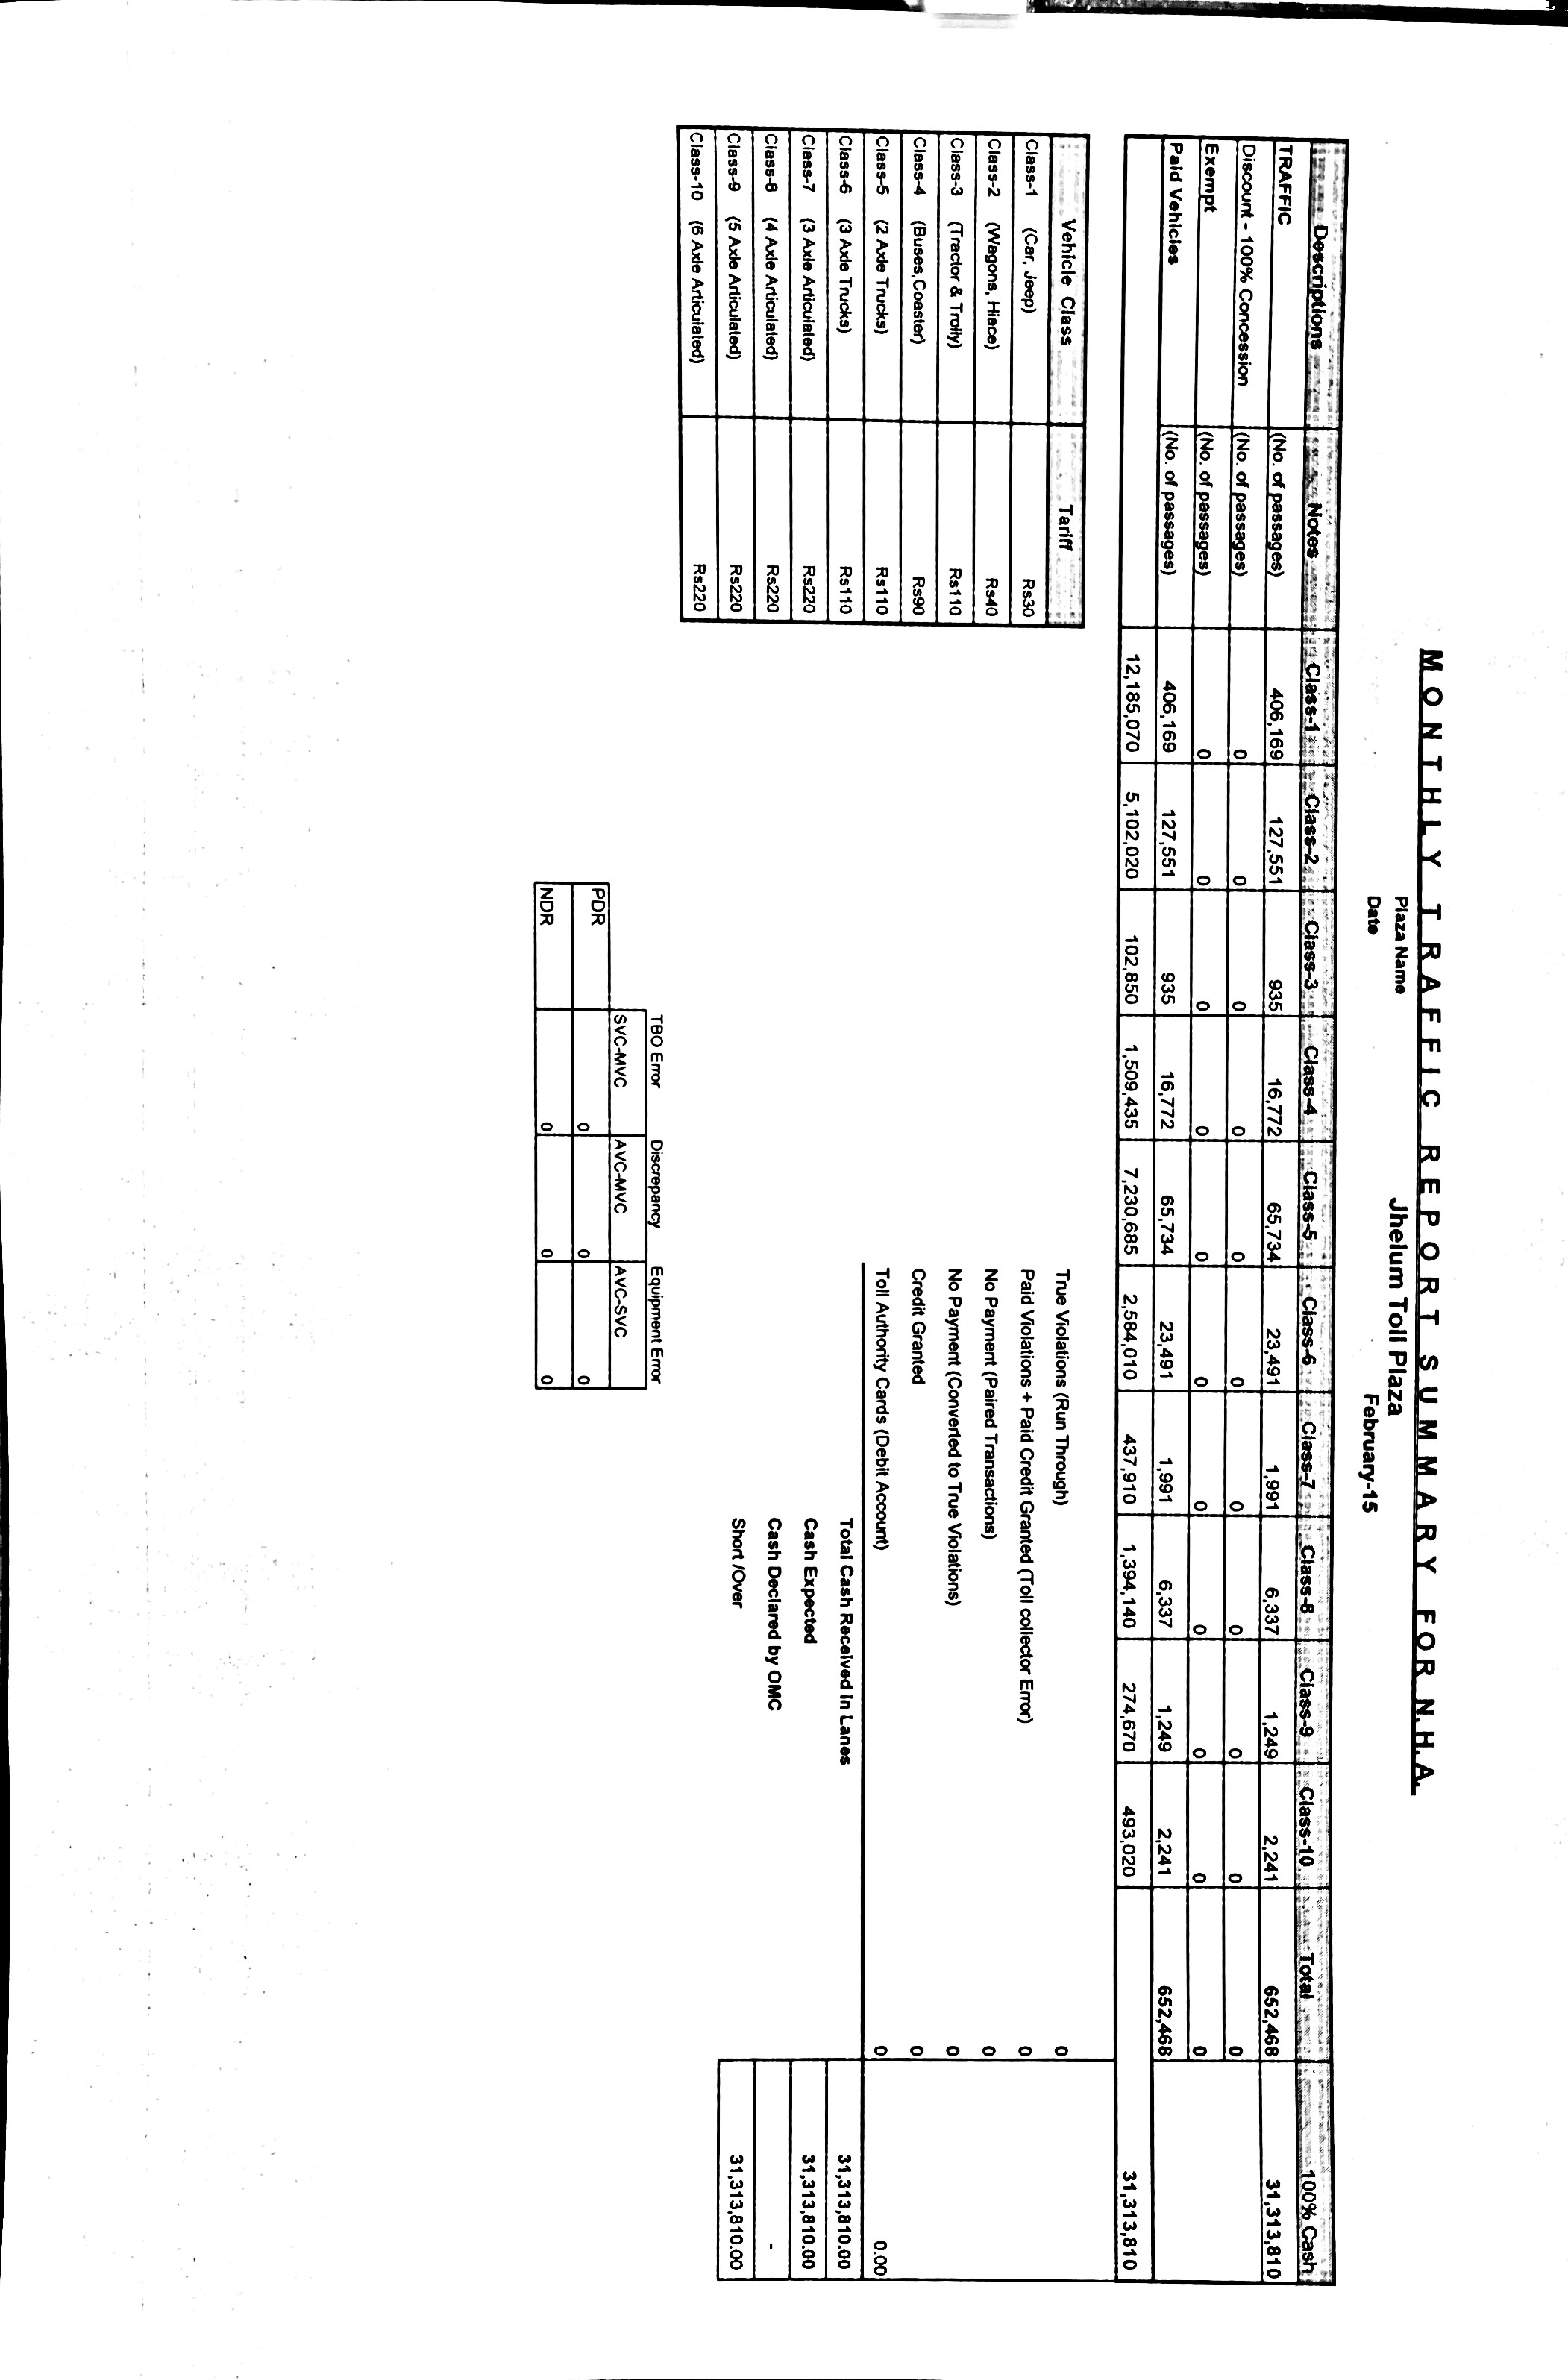 MONTHLY TRAFFIC REPORT SUMMARY FOR N.H.A.
Plaza Name Jhelum Toll Plaza
Date February-15
Descriptions Notes Class-1 Class-2 Class-3 Class-4 Class-5 Class-6 Class-7 Class-8 Class-9 Class-10 Total 100% Cash
TRAFFIC (No. of passages) 406,169 127,551 935 16,772 65,734 23,491 1,991 6,337 1,249 2,241 652,468 31,313,810
Discount - 100% Concession (No. of passages) 0 0 0 0 0 0 0 0 0 0 0
Exempt (No. of passages) 0 0 0 0 0 0 0 0 0 0 0
Paid Vehicles (No. of passages) 406,169 127,551 935 16,772 65,734 23,491 1,991 6,337 1,249 2,241 652,468
12,185,070 5,102,020 102,850 1,509,435 7,230,685 2,584,010 437,910 1,394,140 274,670 493,020 31,313,810
Vehicle Class Tariff
Class-1 (Car, Jeep) Rs30
Class-2 (Wagons, Hiace) Rs40
Class-3 (Tractor & Trolly) Rs110
Class-4 (Buses,Coaster) Rs90
Class-5 (2 Axle Trucks) Rs110
Class-6 (3 Axle Trucks) Rs110
Class-7 (3 Axle Articulated) Rs220
Class-8 (4 Axle Articulated) Rs220
Class-9 (5 Axle Articulated) Rs220
Class-10 (6 Axle Articulated) Rs220
True Violations (Run Through) 0
Paid Violations + Paid Credit Granted (Toll collector Error) 0
No Payment (Paired Transactions) 0
No Payment (Converted to True Violations) 0
Credit Granted 0
Toll Authority Cards (Debit Account) 0 0.00
Total Cash Received in Lanes 31,313,810.00
Cash Expected 31,313,810.00
Cash Declared by OMC -
Short /Over 31,313,810.00
TBO Error Discrepancy Equipment Error
SVC-MVC AVC-MVC AVC-SVC
PDR 0 0 0
NDR 0 0 0